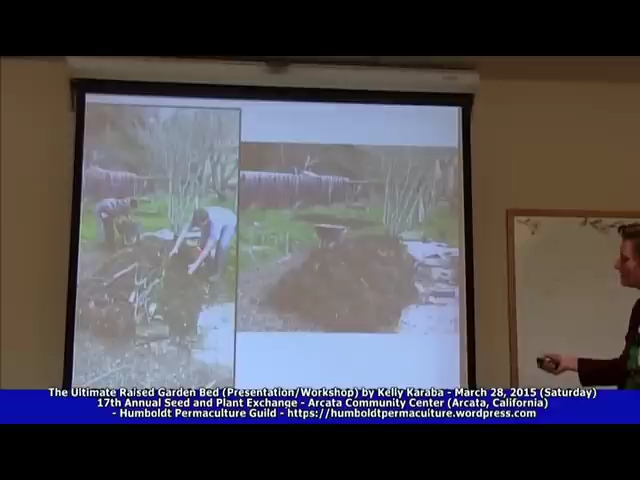 The Ultimate Raised Garden Bed (Presentation/Workshop) by Kelly Karaba - March 28, 2015 (Saturday)
17th Annual Seed and Plant Exchange - Arcata Community Center (Arcata, California)
- Humboldt Permaculture Guild - https://humboldtpermaculture.wordpress.com